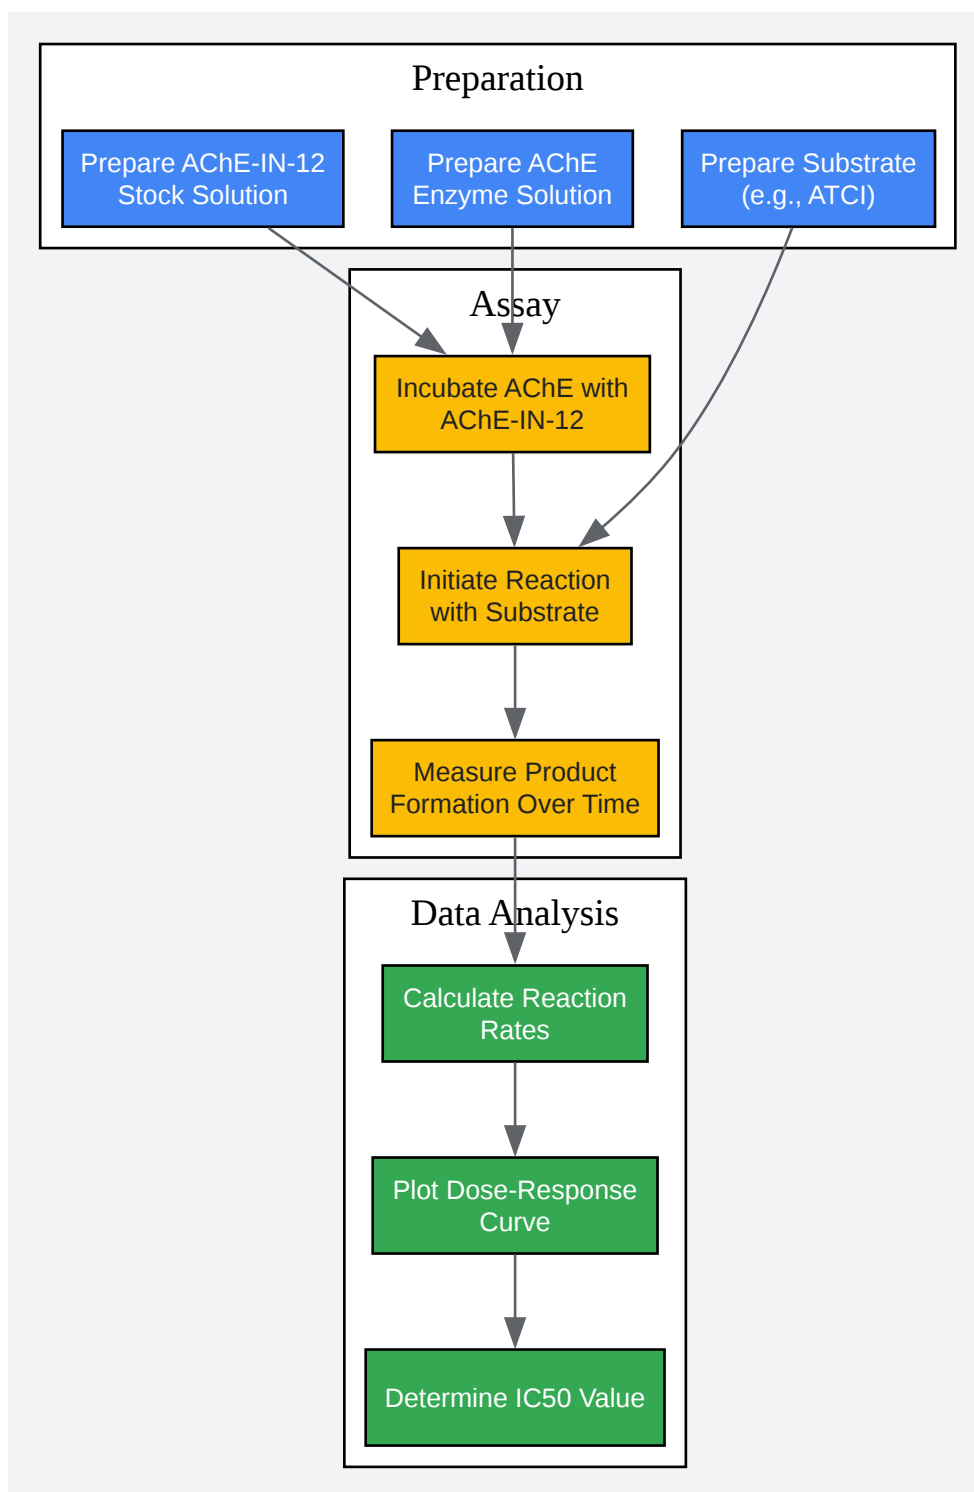 Preparation
Prepare AChE-IN-12
Stock Solution
Prepare AChE
Enzyme Solution
Prepare Substrate
(e.g., ATCI)
Assay
Incubate AChE with
AChE-IN-12
Initiate Reaction
with Substrate
Measure Product
Formation Over Time
Data Analysis
Calculate Reaction
Rates
Plot Dose-Response
Curve
Determine IC50 Value